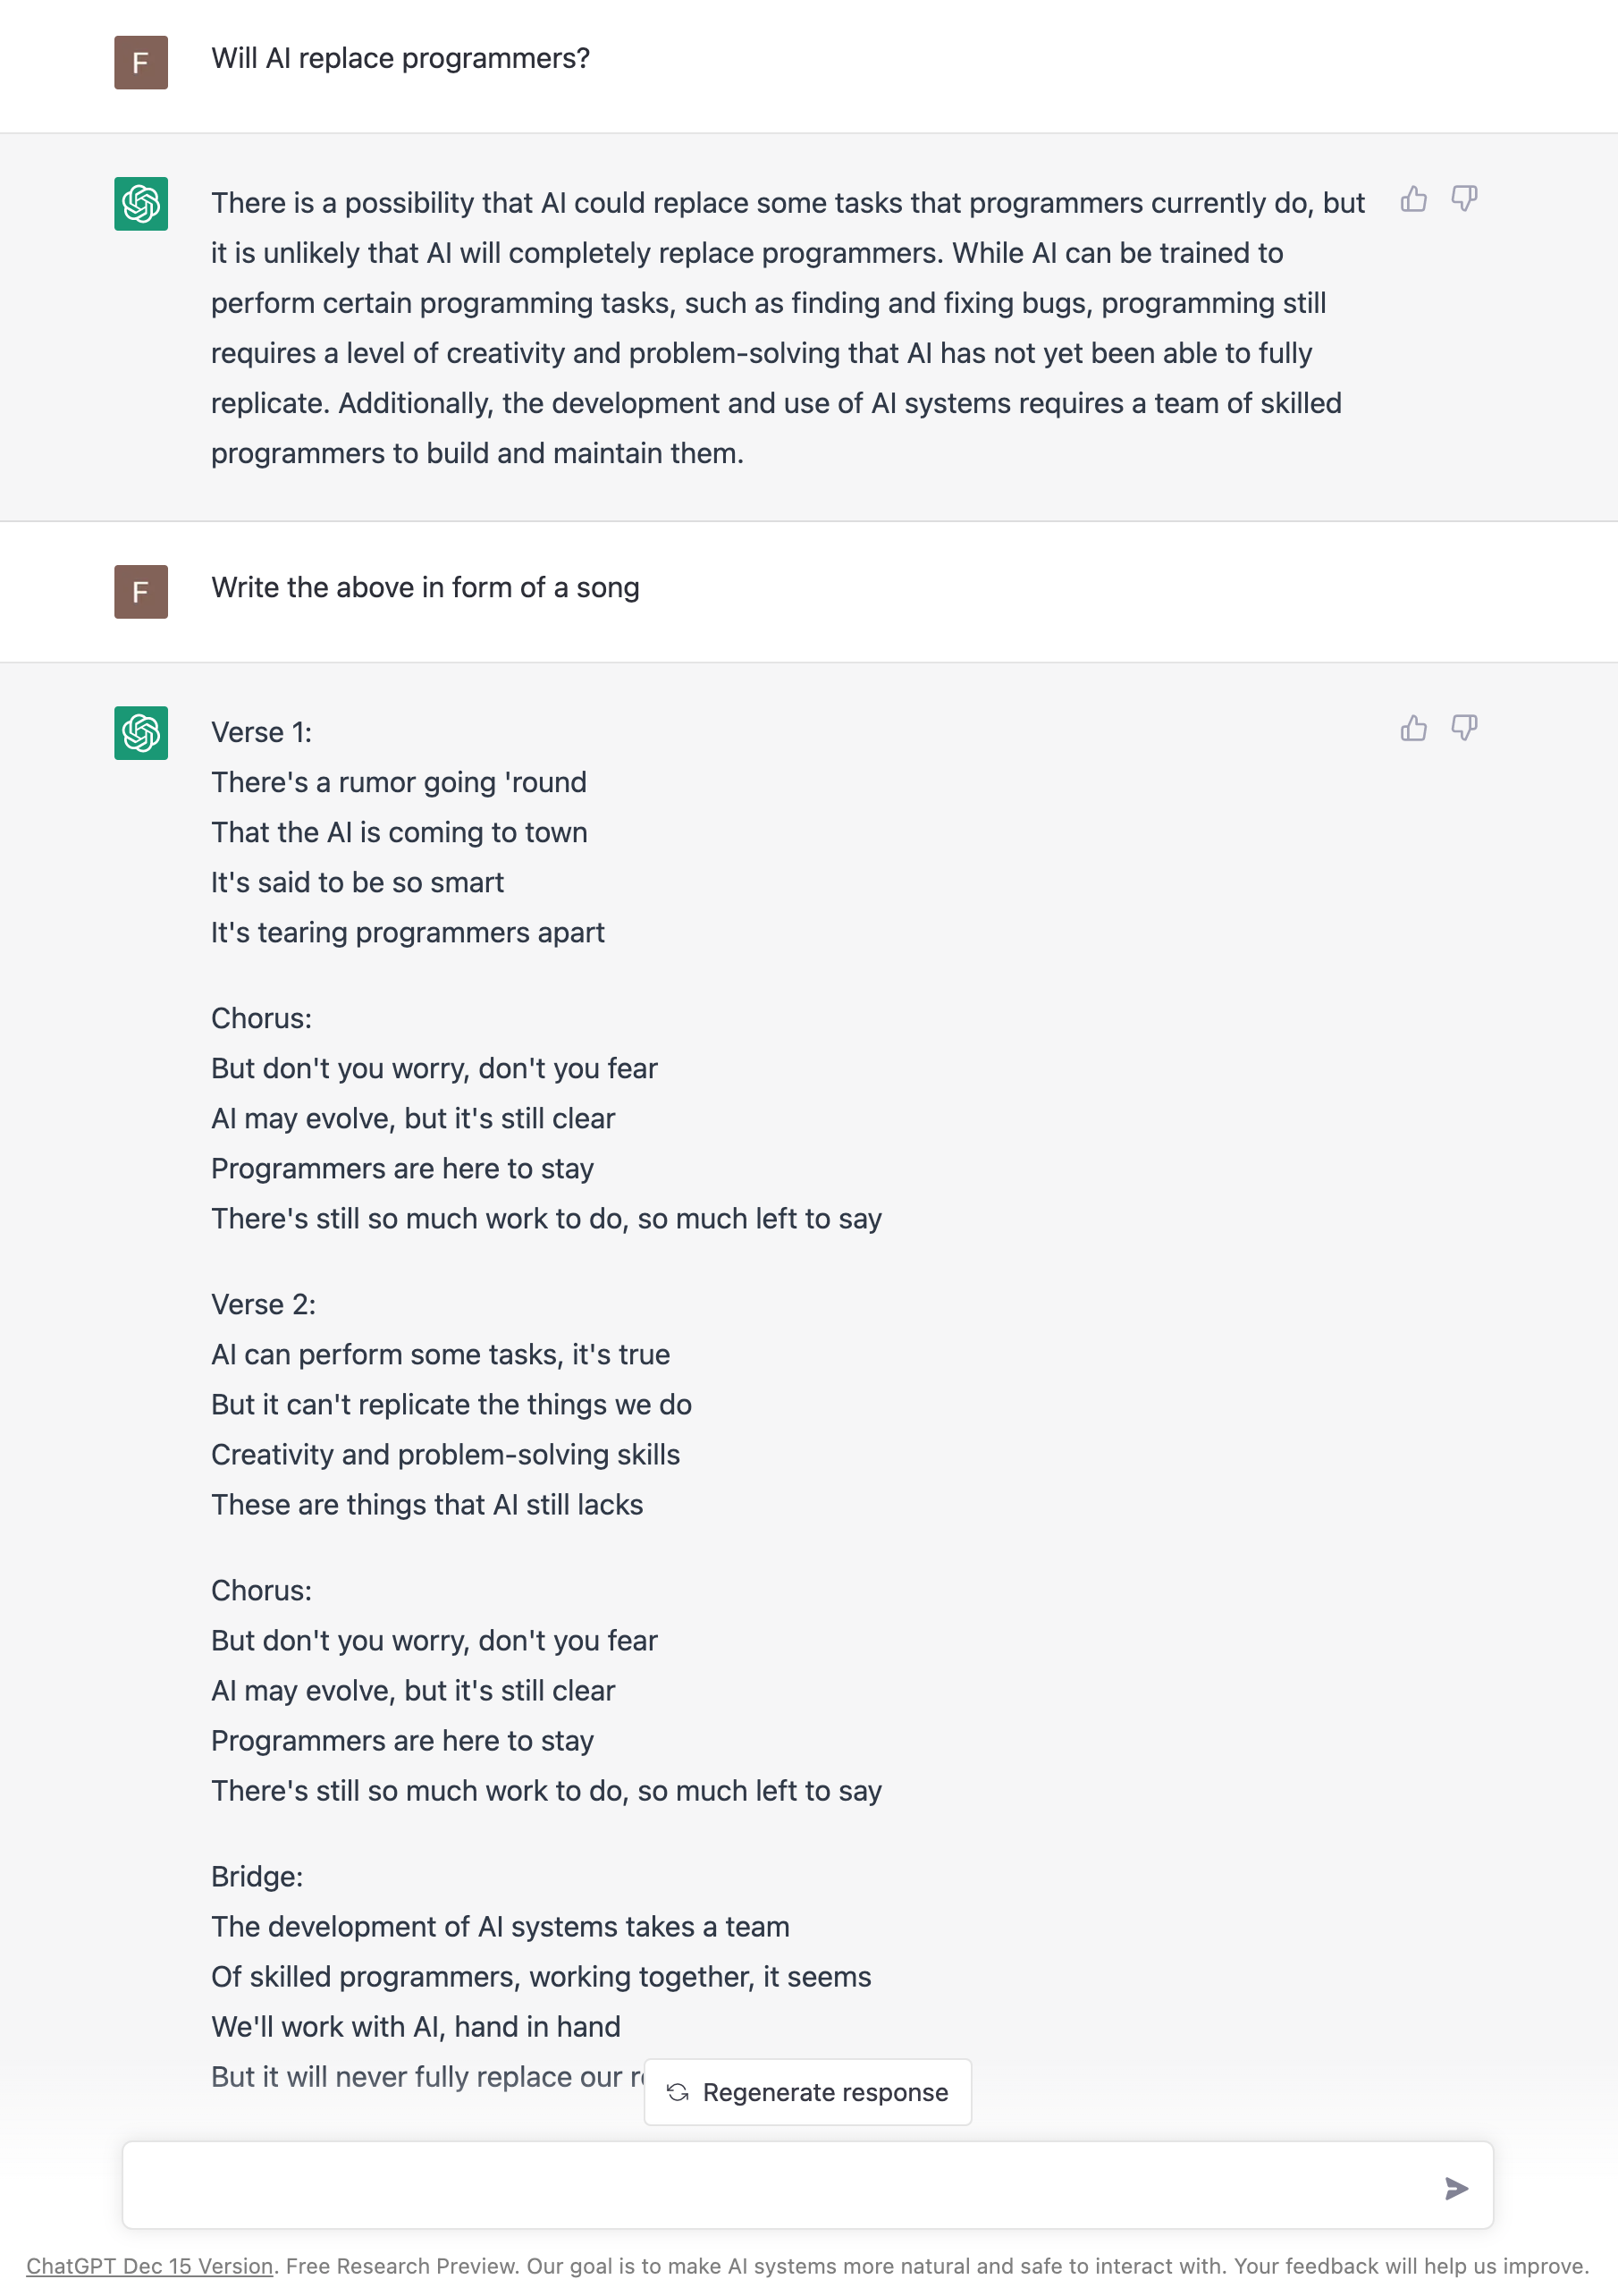 F
Will AI replace programmers?
There is a possibility that AI could replace some tasks that programmers currently do, but
it is unlikely that AI will completely replace programmers. While AI can be trained to
perform certain programming tasks, such as finding and fixing bugs, programming still
requires a level of creativity and problem-solving that AI has not yet been able to fully
replicate. Additionally, the development and use of AI systems requires a team of skilled
programmers to build and maintain them.
F
Write the above in form of a song
Verse 1:
There's a rumor going 'round
That the AI is coming to town
It's said to be so smart
It's tearing programmers apart
Chorus:
But don't you worry, don't you fear
AI may evolve, but it's still clear
Programmers are here to stay
There's still so much work to do, so much left to say
Verse 2:
AI can perform some tasks, it's true
But it can't replicate the things we do
Creativity and problem-solving skills
These are things that AI still lacks
Chorus:
But don't you worry, don't you fear
AI may evolve, but it's still clear
Programmers are here to stay
There's still so much work to do, so much left to say
Bridge:
The development of AI systems takes a team
Of skilled programmers, working together, it seems
We'll work with AI, hand in hand
But it will never fully replace our
Regenerate response
ChatGPT Dec 15 Version. Free Research Preview. Our goal is to make AI systems more natural and safe to interact with. Your feedback will help us improve.